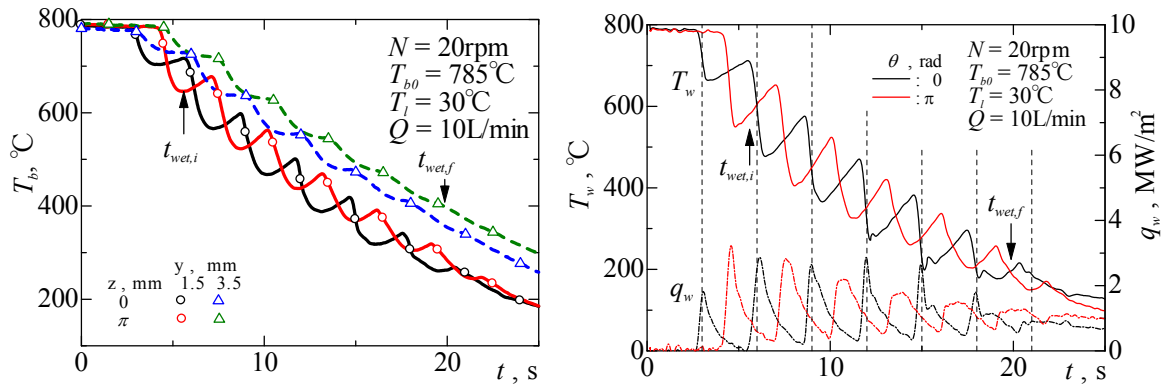 800
600
400
200
T_b, °C
0
10
20
t , s
N = 20rpm
T_b0 = 785°C
T_l = 30°C
Q = 10L/min
t_wet,i
t_wet,f
y , mm
z , mm 1.5 3.5
0
π
800
600
400
200
0
T_w , °C
0
10
20
t , s
10
8
6
4
2
0
q_w , MW/m²
N = 20rpm
T_b0 = 785°C
T_l = 30°C
Q = 10L/min
θ , rad
: 0
: π
T_w
q_w
t_wet,i
t_wet,f